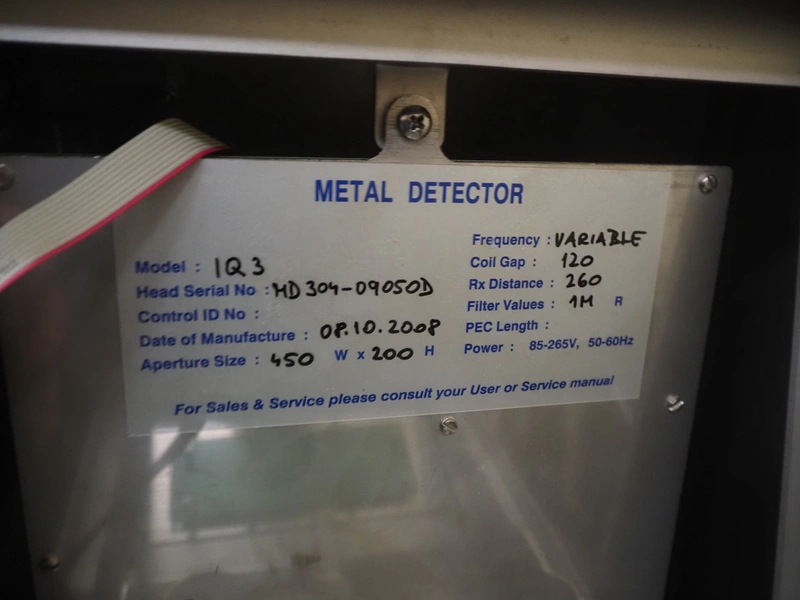 METAL DETECTOR
Model : IQ3
Head Serial No : MD304-09050D
Control ID No :
Date of Manufacture : 08.10.2008
Aperture Size : 450 W x 200 H
Frequency : VARIABLE
Coil Gap : 120
Rx Distance : 260
Filter Values : 1M R
PEC Length :
Power : 85-265V, 50-60Hz
For Sales & Service please consult your User or Service manual